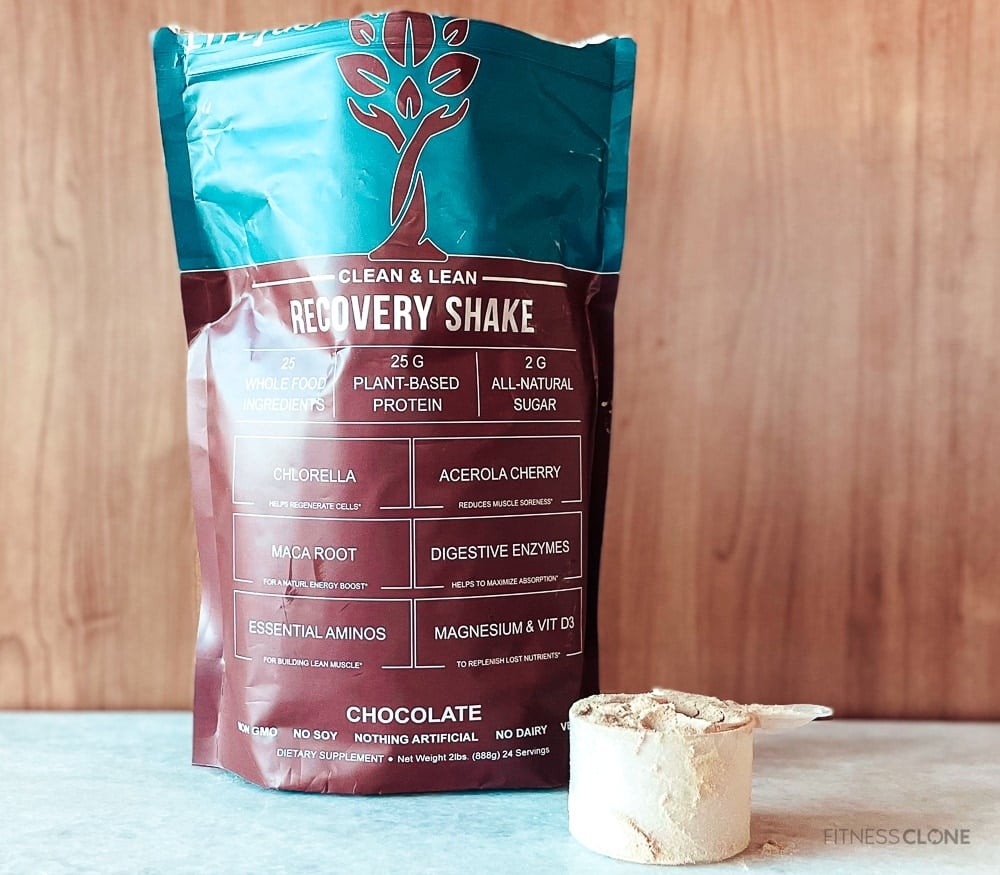 CLEAN & LEAN
RECOVERY SHAKE
25
WHOLE FOOD
INGREDIENTS
25 G
PLANT-BASED
PROTEIN
2 G
ALL-NATURAL
SUGAR
CHLORELLA
HELPS REGENERATE CELLS*
ACEROLA CHERRY
REDUCES MUSCLE SORENESS*
MACA ROOT
FOR A NATURL ENERGY BOOST*
DIGESTIVE ENZYMES
HELPS TO MAXIMIZE ABSORPTION*
ESSENTIAL AMINOS
FOR BUILDING LEAN MUSCLE*
MAGNESIUM & VIT D3
TO REPLENISH LOST NUTRIENTS*
CHOCOLATE
NON GMO NO SOY NOTHING ARTIFICIAL NO DAIRY
DIETARY SUPPLEMENT • Net Weight 2lbs. (888g) 24 Servings
FITNESSCLONE